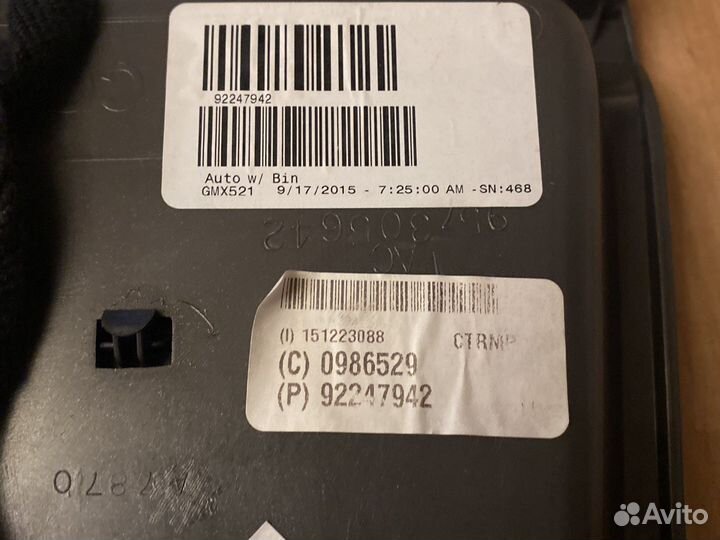 92247942
Auto w/ Bin
GMX521 9/17/2015 - 7:25:00 AM -SN:468
(I) 151223088 CTRNP
(C) 0986529
(P) 92247942
Avito